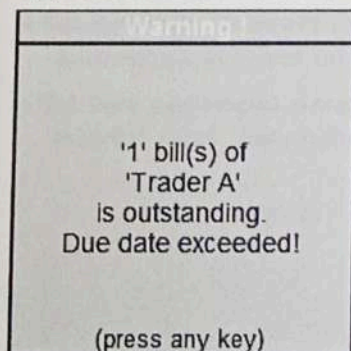 Warning !
'1' bill(s) of
'Trader A'
is outstanding.
Due date exceeded!
(press any key)